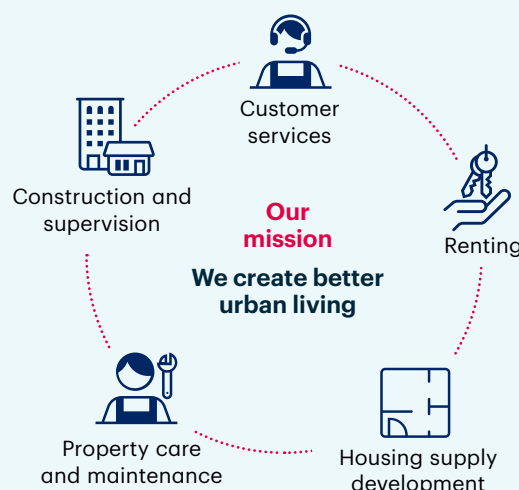 Customer
services
Construction and
supervision
Renting
Our
mission
We create better
urban living
Property care
and maintenance
Housing supply
development